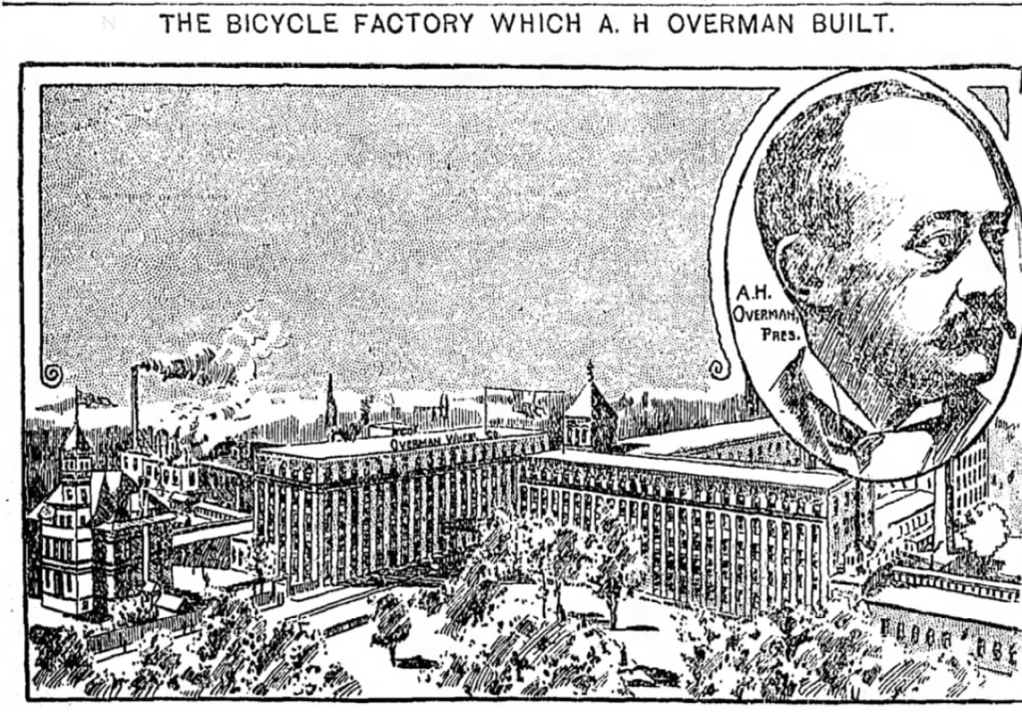 THE BICYCLE FACTORY WHICH A. H OVERMAN BUILT.
A.H.
OVERMAN,
PRES.
OVERMAN WHEEL CO